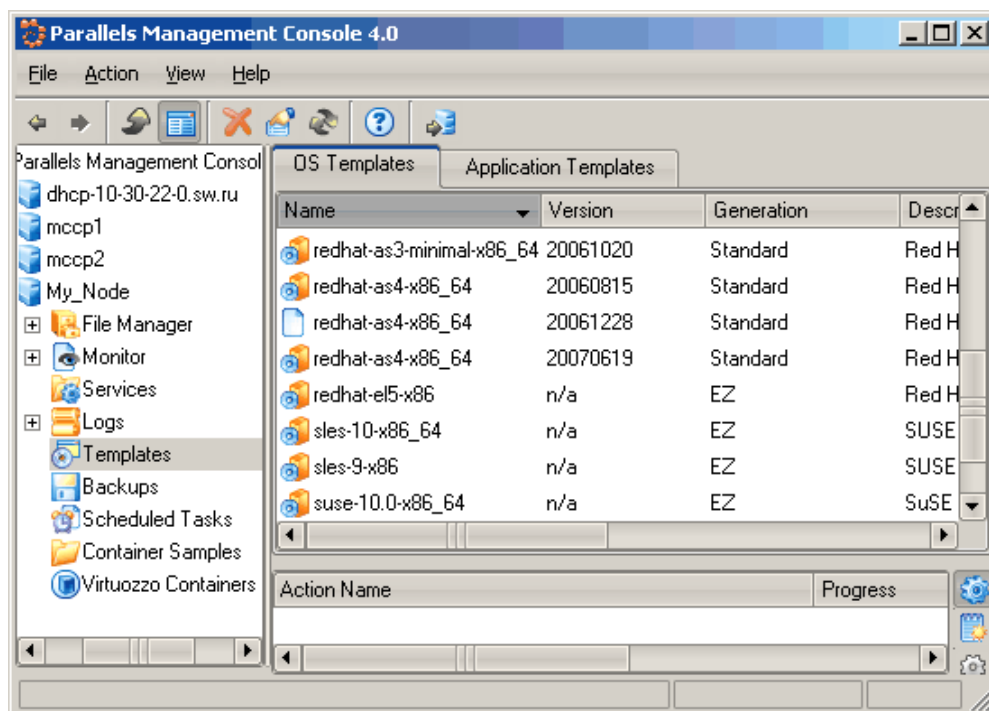 Parallels Management Console 4.0
File Action View Help
Parallels Management Consol
dhcp-10-30-22-0.sw.ru
mccp1
mccp2
My_Node
File Manager
Monitor
Services
Logs
Templates
Backups
Scheduled Tasks
Container Samples
Virtuozzo Containers
OS Templates Application Templates
Name Version Generation Descr
redhat-as3-minimal-x86_64 20061020 Standard Red H
redhat-as4-x86_64 20060815 Standard Red H
redhat-as4-x86_64 20061228 Standard Red H
redhat-as4-x86_64 20070619 Standard Red H
redhat-el5-x86 n/a EZ Red H
sles-10-x86_64 n/a EZ SUSE
sles-9-x86 n/a EZ SUSE
suse-10.0-x86_64 n/a EZ SuSE
Action Name Progress